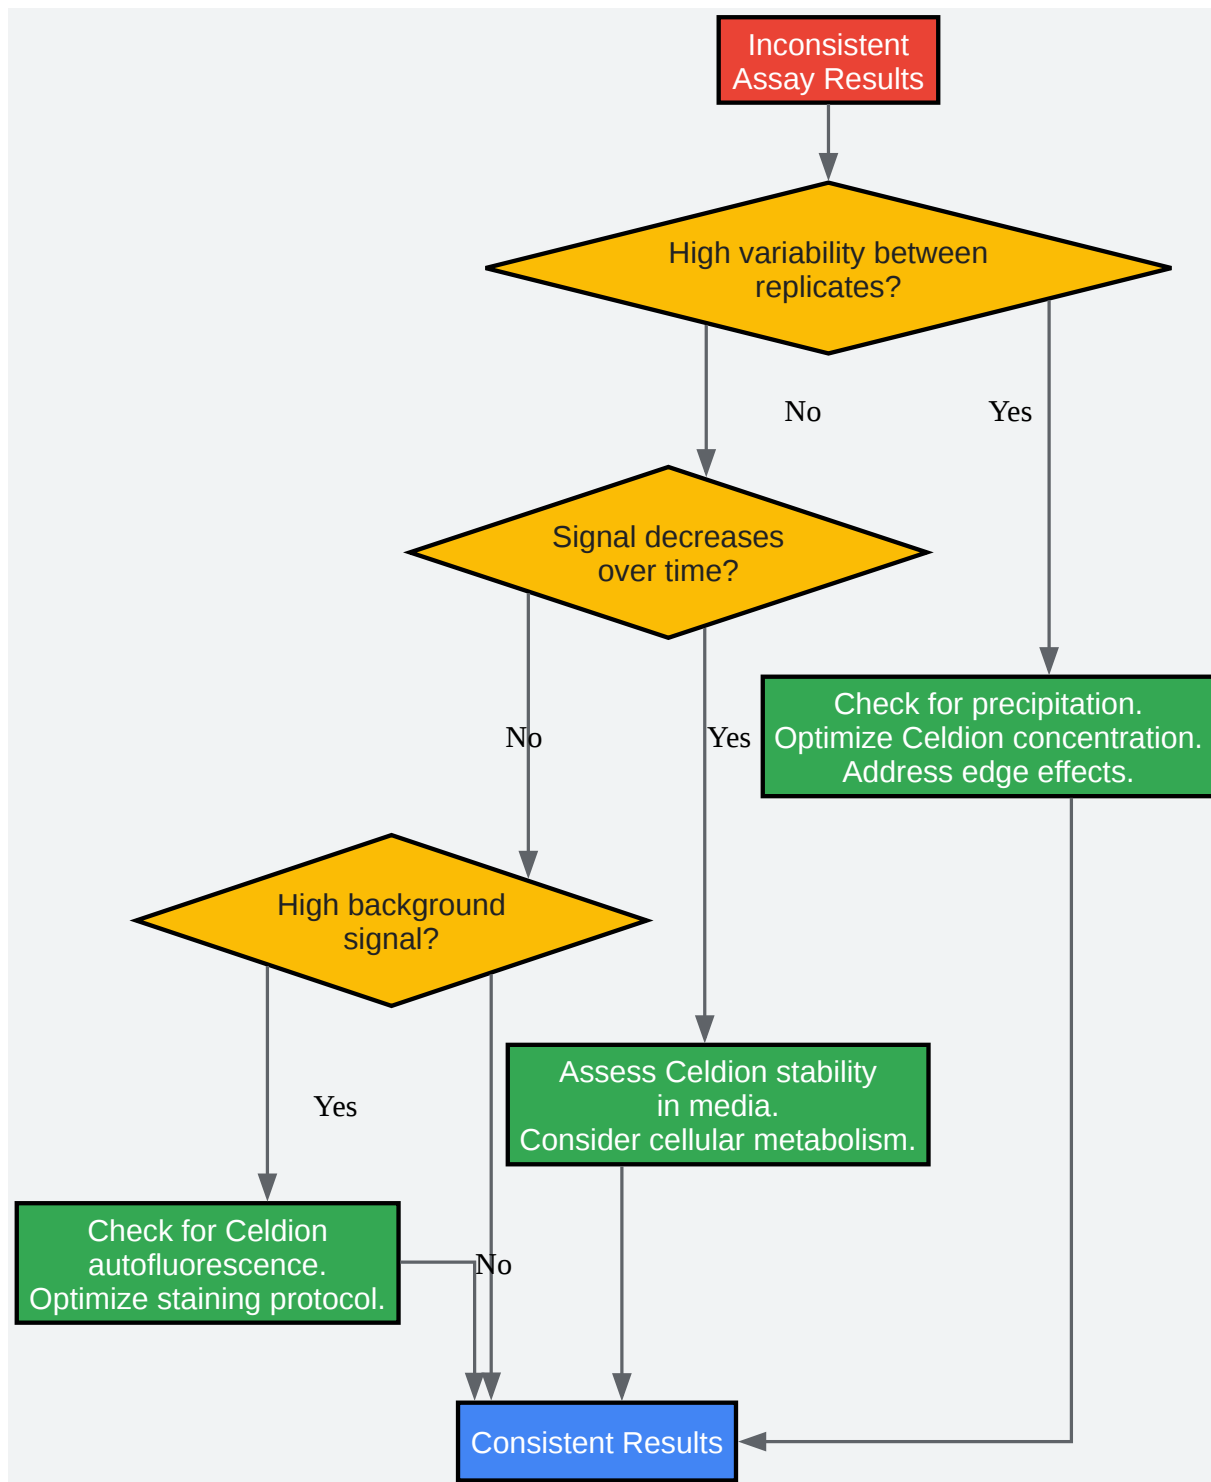 Inconsistent
Assay Results
High variability between
replicates?
No
Yes
Signal decreases
over time?
No
Yes
Check for precipitation.
Optimize Celdion concentration.
Address edge effects.
High background
signal?
Assess Celdion stability
in media.
Consider cellular metabolism.
Yes
Check for Celdion
autofluorescence.
Optimize staining protocol.
No
Consistent Results